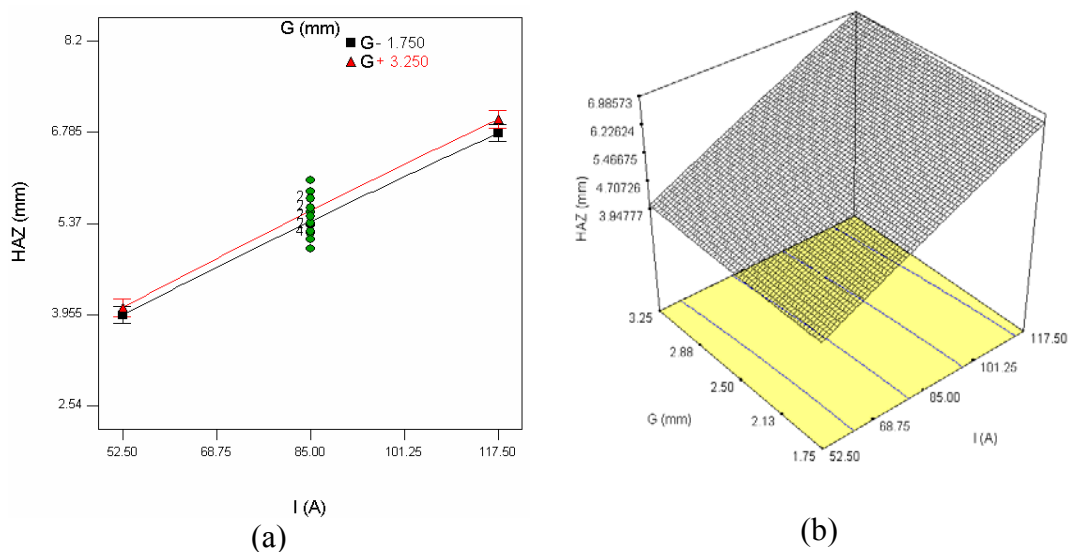 G (mm)
G- 1.750
G+ 3.250
8.2
6.785
5.37
3.955
2.54
HAZ (mm)
2
2
2
4
52.50
68.75
85.00
101.25
117.50
I (A)
(a)
6.98573
6.22624
5.46675
4.70726
3.94777
HAZ (mm)
3.25
2.88
2.50
2.13
1.75
G (mm)
52.50
68.75
85.00
101.25
117.50
I (A)
(b)